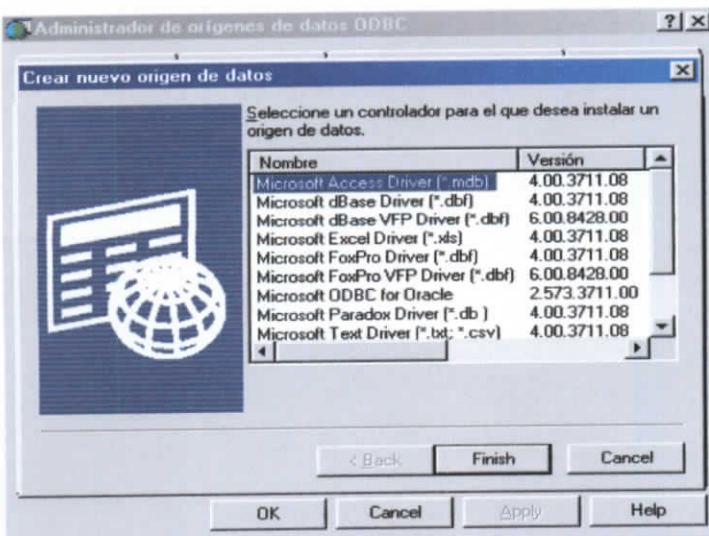 Administrador de orígenes de datos ODBC
Crear nuevo origen de datos
Seleccione un controlador para el que desea instalar un
origen de datos.
Nombre Versión
Microsoft Access Driver (*.mdb) 4.00.3711.08
Microsoft dBase Driver (*.dbf) 4.00.3711.08
Microsoft dBase VFP Driver (*.dbf) 6.00.8428.00
Microsoft Excel Driver (*.xls) 4.00.3711.08
Microsoft FoxPro Driver (*.dbf) 4.00.3711.08
Microsoft FoxPro VFP Driver (*.dbf) 6.00.8428.00
Microsoft ODBC for Oracle 2.573.3711.00
Microsoft Paradox Driver (*.db ) 4.00.3711.08
Microsoft Text Driver (*.txt; *.csv) 4.00.3711.08
< Back Finish Cancel
OK Cancel Apply Help